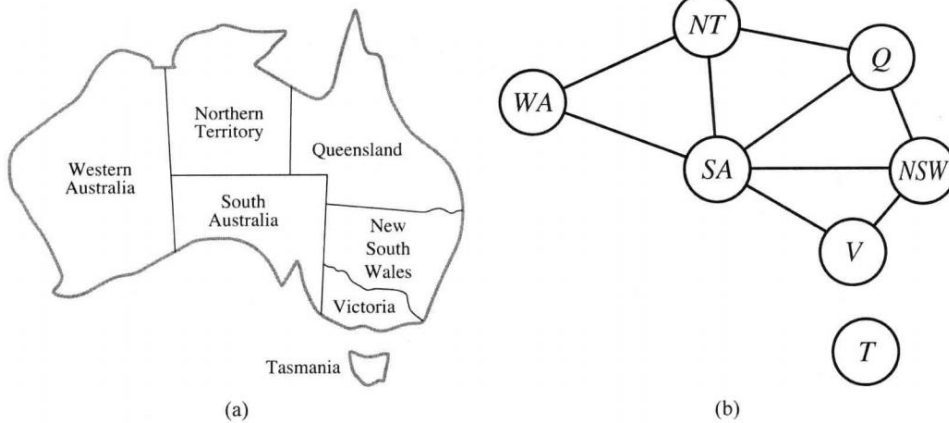 Northern
Territory
Western
Australia
Queensland
South
Australia
New
South
Wales
Victoria
Tasmania
(a)
NT
Q
WA
SA
NSW
V
T
(b)